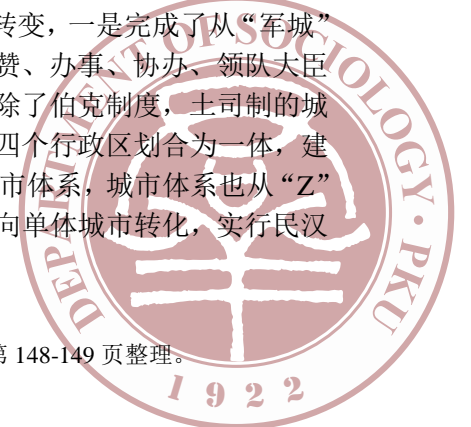 转变，一是完成了从“军城”
赞、办事、协办、领队大臣
除了伯克制度，土司制的城
四个行政区划合为一体，建
市体系，城市体系也从“Z”
向单体城市转化，实行民汉
第 148-149 页整理。
DEPARTMENT OF SOCIOLOGY · PKU
1922